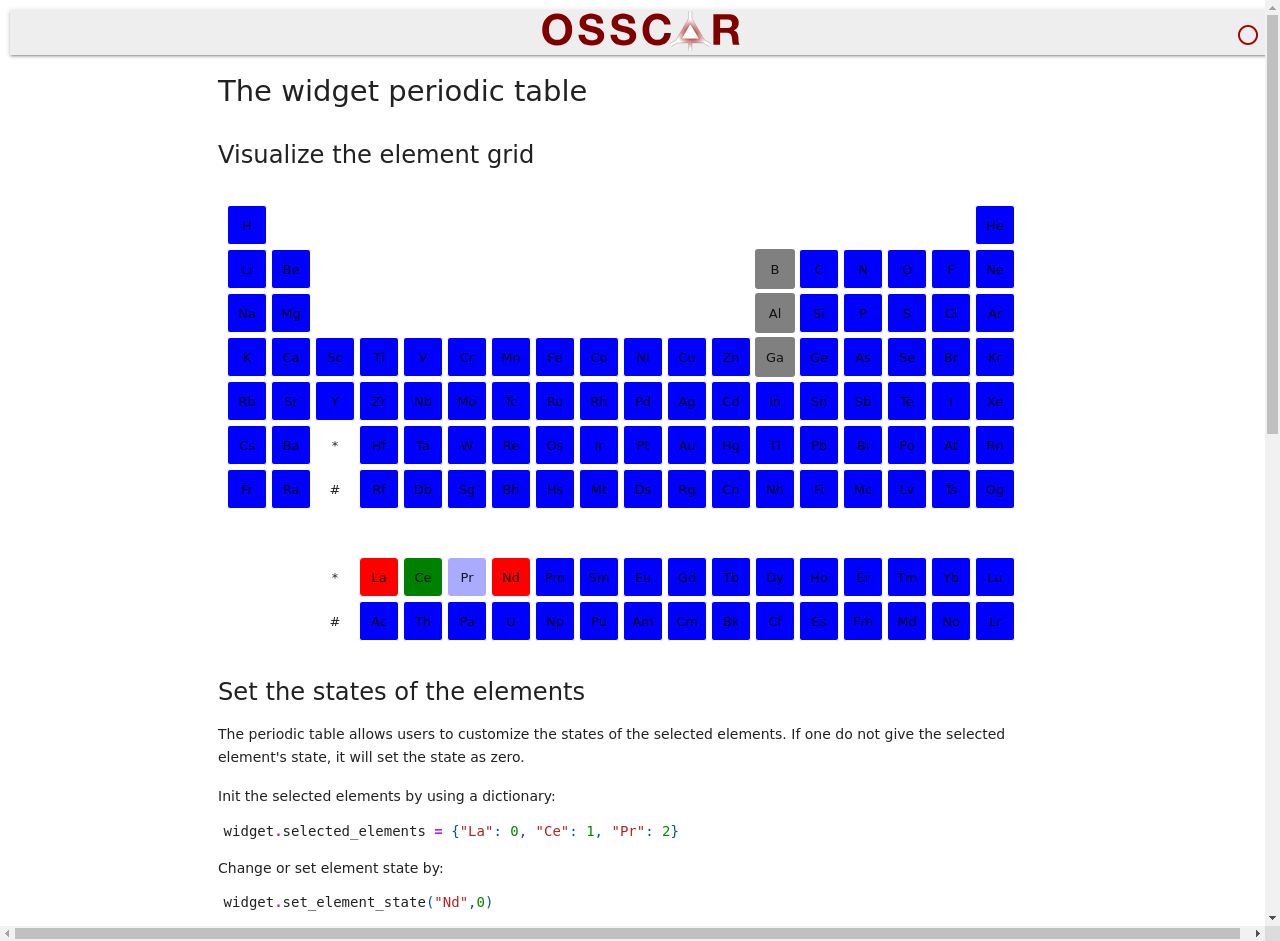 OSSCAR
The widget periodic table
Visualize the element grid
H He
Li Be B C N O F Ne
Na Mg Al Si P S Cl Ar
K Ca Sc Ti V Cr Mn Fe Co Ni Cu Zn Ga Ge As Se Br Kr
Rb Sr Y Zr Nb Mo Tc Ru Rh Pd Ag Cd In Sn Sb Te I Xe
Cs Ba * Hf Ta W Re Os Ir Pt Au Hg Tl Pb Bi Po At Rn
Fr Ra # Rf Db Sg Bh Hs Mt Ds Rg Cn Nh Fi Mc Lv Ts Og
* La Ce Pr Nd Pm Sm Eu Gd Tb Dy Ho Er Tm Yb Lu
# Ac Th Pa U Np Pu Am Cm Bk Cf Es Fm Md No Lr
Set the states of the elements
The periodic table allows users to customize the states of the selected elements. If one do not give the selected
element's state, it will set the state as zero.
Init the selected elements by using a dictionary:
widget.selected_elements = {"La": 0, "Ce": 1, "Pr": 2}
Change or set element state by:
widget.set_element_state("Nd",0)